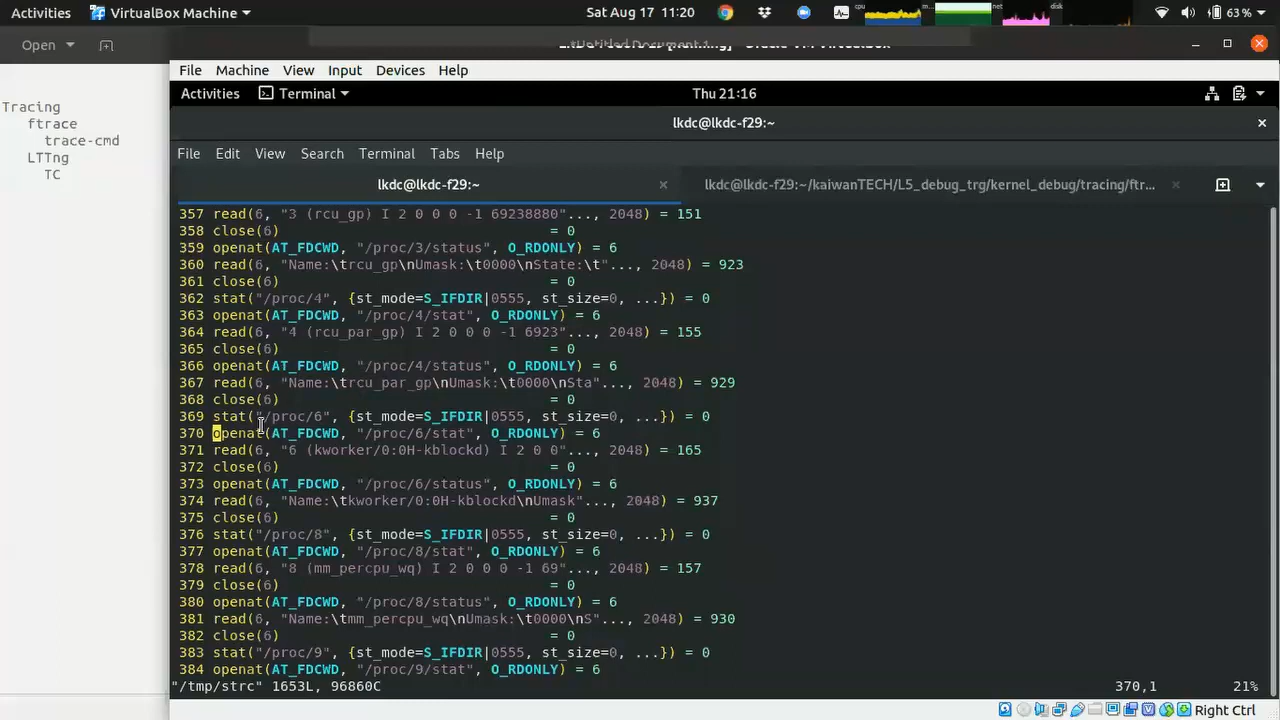 Activities VirtualBox Machine Sat Aug 17 11:20 cpu mem net disk 63 %
Open *Untitled Document 1
File Machine View Input Devices Help
Activities Terminal Thu 21:16
lkdc@lkdc-f29:~
File Edit View Search Terminal Tabs Help
lkdc@lkdc-f29:~ lkdc@lkdc-f29:~/kaiwanTECH/L5_debug_trg/kernel_debug/tracing/ftr...
Tracing
ftrace
trace-cmd
LTTng
TC
357 read(6, "3 (rcu_gp) I 2 0 0 0 -1 69238880"..., 2048) = 151
358 close(6) = 0
359 openat(AT_FDCWD, "/proc/3/status", O_RDONLY) = 6
360 read(6, "Name:\trcu_gp\nUmask:\t0000\nState:\t"..., 2048) = 923
361 close(6) = 0
362 stat("/proc/4", {st_mode=S_IFDIR|0555, st_size=0, ...}) = 0
363 openat(AT_FDCWD, "/proc/4/stat", O_RDONLY) = 6
364 read(6, "4 (rcu_par_gp) I 2 0 0 0 -1 6923"..., 2048) = 155
365 close(6) = 0
366 openat(AT_FDCWD, "/proc/4/status", O_RDONLY) = 6
367 read(6, "Name:\trcu_par_gp\nUmask:\t0000\nSta"..., 2048) = 929
368 close(6) = 0
369 stat("/proc/6", {st_mode=S_IFDIR|0555, st_size=0, ...}) = 0
370 openat(AT_FDCWD, "/proc/6/stat", O_RDONLY) = 6
371 read(6, "6 (kworker/0:0H-kblockd) I 2 0 0"..., 2048) = 165
372 close(6) = 0
373 openat(AT_FDCWD, "/proc/6/status", O_RDONLY) = 6
374 read(6, "Name:\tkworker/0:0H-kblockd\nUmask"..., 2048) = 937
375 close(6) = 0
376 stat("/proc/8", {st_mode=S_IFDIR|0555, st_size=0, ...}) = 0
377 openat(AT_FDCWD, "/proc/8/stat", O_RDONLY) = 6
378 read(6, "8 (mm_percpu_wq) I 2 0 0 0 -1 69"..., 2048) = 157
379 close(6) = 0
380 openat(AT_FDCWD, "/proc/8/status", O_RDONLY) = 6
381 read(6, "Name:\tmm_percpu_wq\nUmask:\t0000\nS"..., 2048) = 930
382 close(6) = 0
383 stat("/proc/9", {st_mode=S_IFDIR|0555, st_size=0, ...}) = 0
384 openat(AT_FDCWD, "/proc/9/stat", O_RDONLY) = 6
"/tmp/strc" 1653L, 96860C 370,1 21%
Right Ctrl